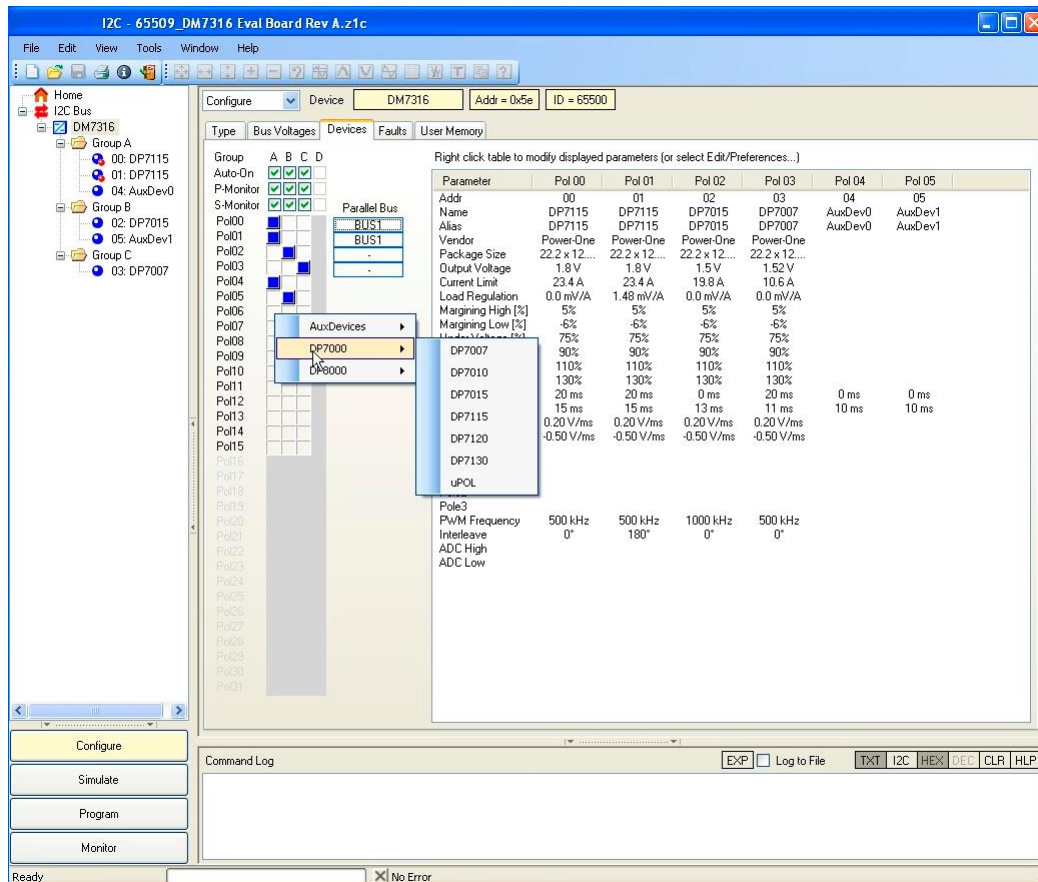 I2C - 65509_DM7316 Eval Board Rev A.z1c
File Edit View Tools Window Help
Home
I2C Bus
DM7316
Group A
00: DP7115
01: DP7115
04: AuxDev0
Group B
02: DP7015
05: AuxDev1
Group C
03: DP7007
Configure Device DM7316 Addr = 0x5e ID = 65500
Type Bus Voltages Devices Faults User Memory
Group A B C D
Auto-On
P-Monitor
S-Monitor
Parallel Bus
Pol00 BUS1
Pol01 BUS1
Pol02 -
Pol03 -
Pol04
Pol05
Pol06
Pol07
Pol08
Pol09
Pol10
Pol11
Pol12
Pol13
Pol14
Pol15
Pol16
Pol17
Pol18
Pol19
Pol20
Pol21
Pol22
Pol23
Pol24
Pol25
Pol26
Pol27
Pol28
Pol29
Pol30
Pol31
AuxDevices
DP7000
DP8000
DP7007
DP7010
DP7015
DP7115
DP7120
DP7130
uPOL
Right click table to modify displayed parameters (or select Edit/Preferences...)
Parameter Pol 00 Pol 01 Pol 02 Pol 03 Pol 04 Pol 05
Addr 00 01 02 03 04 05
Name DP7115 DP7115 DP7015 DP7007 AuxDev0 AuxDev1
Alias DP7115 DP7115 DP7015 DP7007 AuxDev0 AuxDev1
Vendor Power-One Power-One Power-One Power-One
Package Size 22.2 x 12.... 22.2 x 12.... 22.2 x 12.... 22.2 x 12....
Output Voltage 1.8 V 1.8 V 1.5 V 1.52 V
Current Limit 23.4 A 23.4 A 19.8 A 10.6 A
Load Regulation 0.0 mV/A 1.48 mV/A 0.0 mV/A 0.0 mV/A
Margining High [%] 5% 5% 5% 5%
Margining Low [%] -6% -6% -6% -6%
75% 75% 75% 75%
90% 90% 90% 90%
110% 110% 110% 110%
130% 130% 130% 130%
20 ms 20 ms 0 ms 20 ms 0 ms 0 ms
15 ms 15 ms 13 ms 11 ms 10 ms 10 ms
0.20 V/ms 0.20 V/ms 0.20 V/ms 0.20 V/ms
-0.50 V/ms -0.50 V/ms -0.50 V/ms -0.50 V/ms
Pole3
PWM Frequency 500 kHz 500 kHz 1000 kHz 500 kHz
Interleave 0° 180° 0° 0°
ADC High
ADC Low
Configure
Simulate
Program
Monitor
Command Log EXP Log to File TXT I2C HEX DEC CLR HLP
Ready No Error